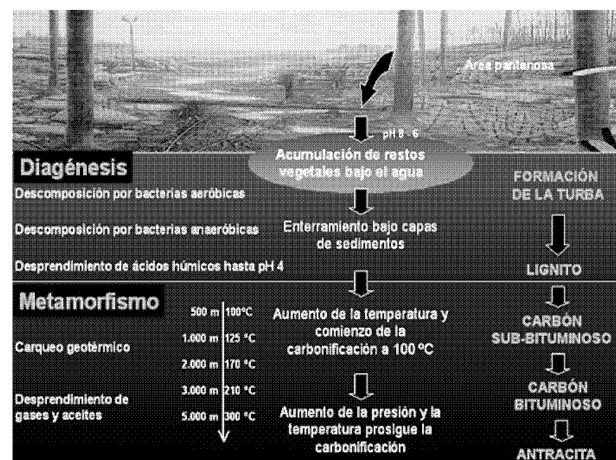 Área pantanosa
pH 8 - 6
Acumulación de restos
vegetales bajo el agua
Diagénesis
Descomposición por bacterias aeróbicas
Descomposición por bacterias anaeróbicas
Desprendimiento de ácidos húmicos hasta pH 4
Enterramiento bajo capas
de sedimentos
FORMACIÓN
DE LA TURBA
LIGNITO
Metamorfismo
Carqueo geotérmico
Desprendimiento de
gases y aceites
500 m 100°C
1.000 m 125 °C
2.000 m 170 °C
3.000 m 210 °C
5.000 m 300 °C
Aumento de la temperatura y
comienzo de la
carbonificación a 100 ºC
Aumento de la presión y la
temperatura prosigue la
carbonificación
CARBÓN
SUB-BITUMINOSO
CARBÓN
BITUMINOSO
ANTRACITA